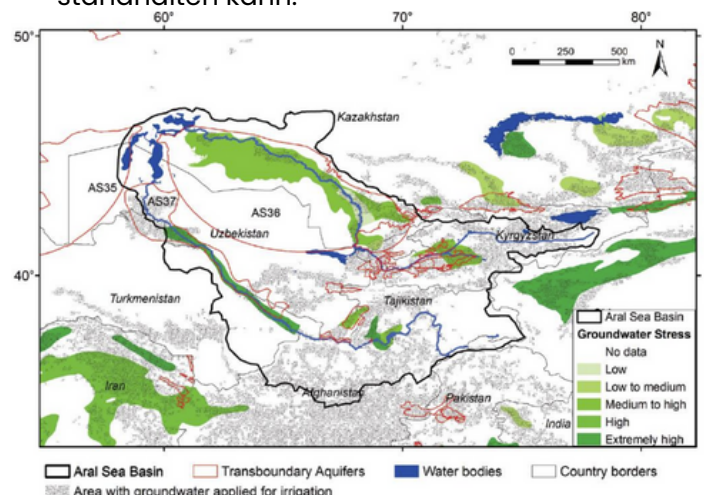 standhalten kann.
60° 70° 80°
50°
0 250 500
km
N
Kazakhstan
AS35
AS37
AS36
Uzbekistan
Kyrgyzstan
40°
Turkmenistan
Tajikistan
Iran
Afghanistan
Pakistan
India
Aral Sea Basin
Groundwater Stress
No data
Low
Low to medium
Medium to high
High
Extremely high
Aral Sea Basin Transboundary Aquifers Water bodies Country borders
Area with groundwater applied for irrigation